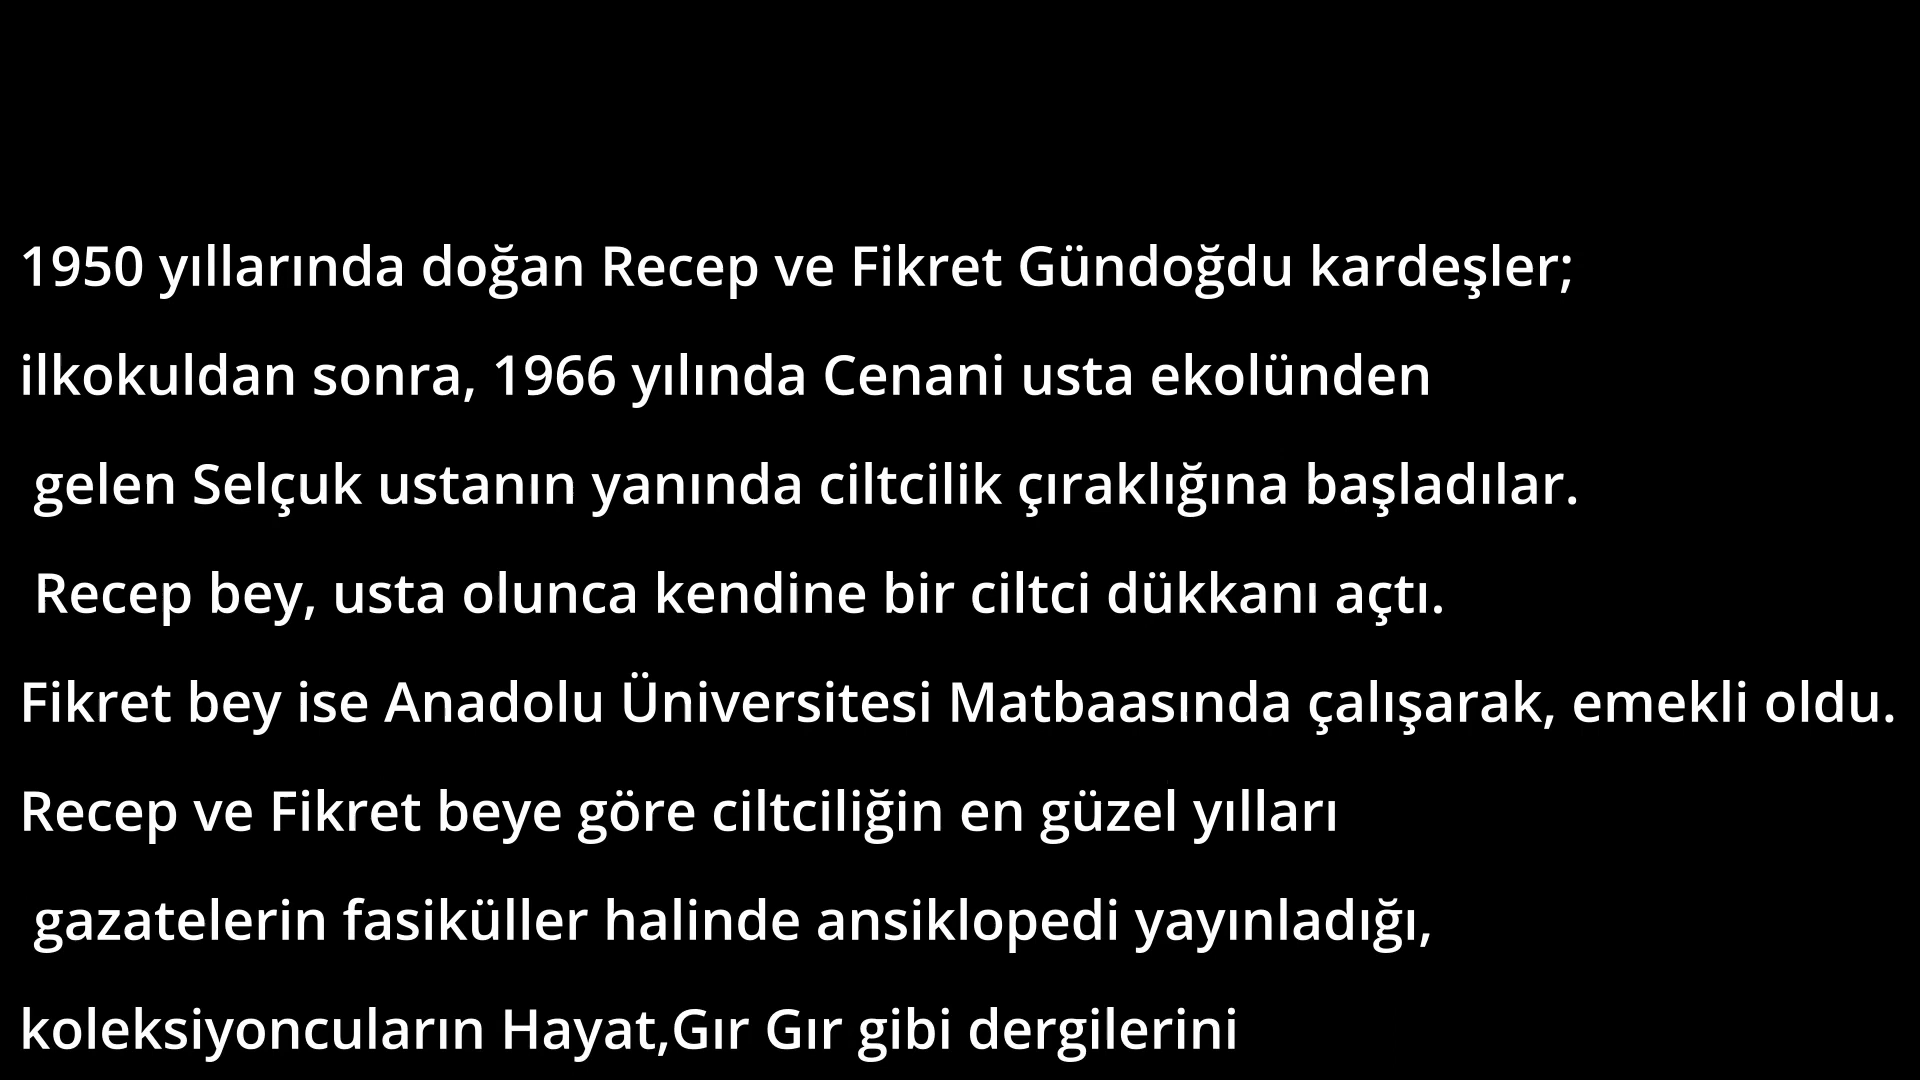 1950 yıllarında doğan Recep ve Fikret Gündoğdu kardeşler;
ilkokuldan sonra, 1966 yılında Cenani usta ekolünden
gelen Selçuk ustanın yanında ciltcilik çıraklığına başladılar.
Recep bey, usta olunca kendine bir ciltci dükkanı açtı.
Fikret bey ise Anadolu Üniversitesi Matbaasında çalışarak, emekli oldu.
Recep ve Fikret beye göre ciltciliğin en güzel yılları
gazatelerin fasiküller halinde ansiklopedi yayınladığı,
koleksiyoncuların Hayat,Gır Gır gibi dergilerini